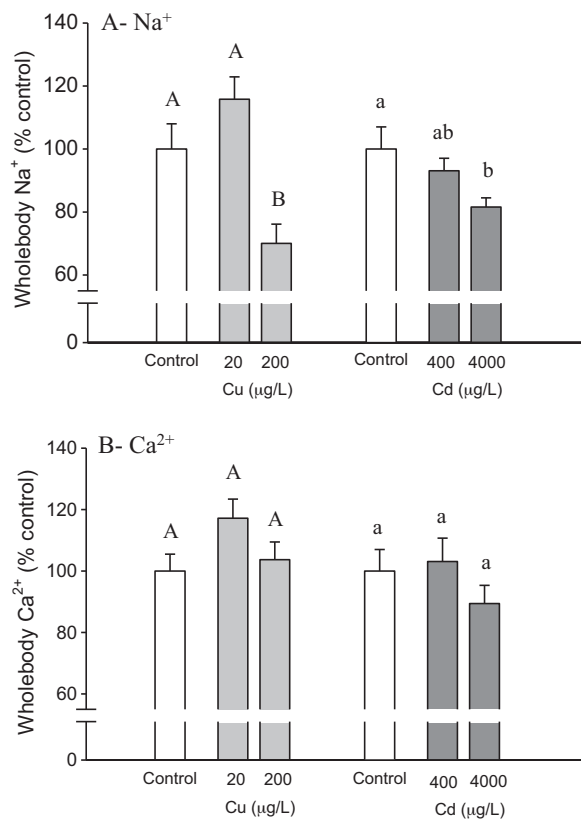 A- Na⁺
140
120
100
80
60
0
Wholebody Na⁺ (% control)
A
A
B
a
ab
b
Control
20
200
Control
400
4000
Cu (μg/L)
Cd (μg/L)
B- Ca²⁺
140
120
100
80
60
0
Wholebody Ca²⁺ (% control)
A
A
A
a
a
a
Control
20
200
Control
400
4000
Cu (μg/L)
Cd (μg/L)